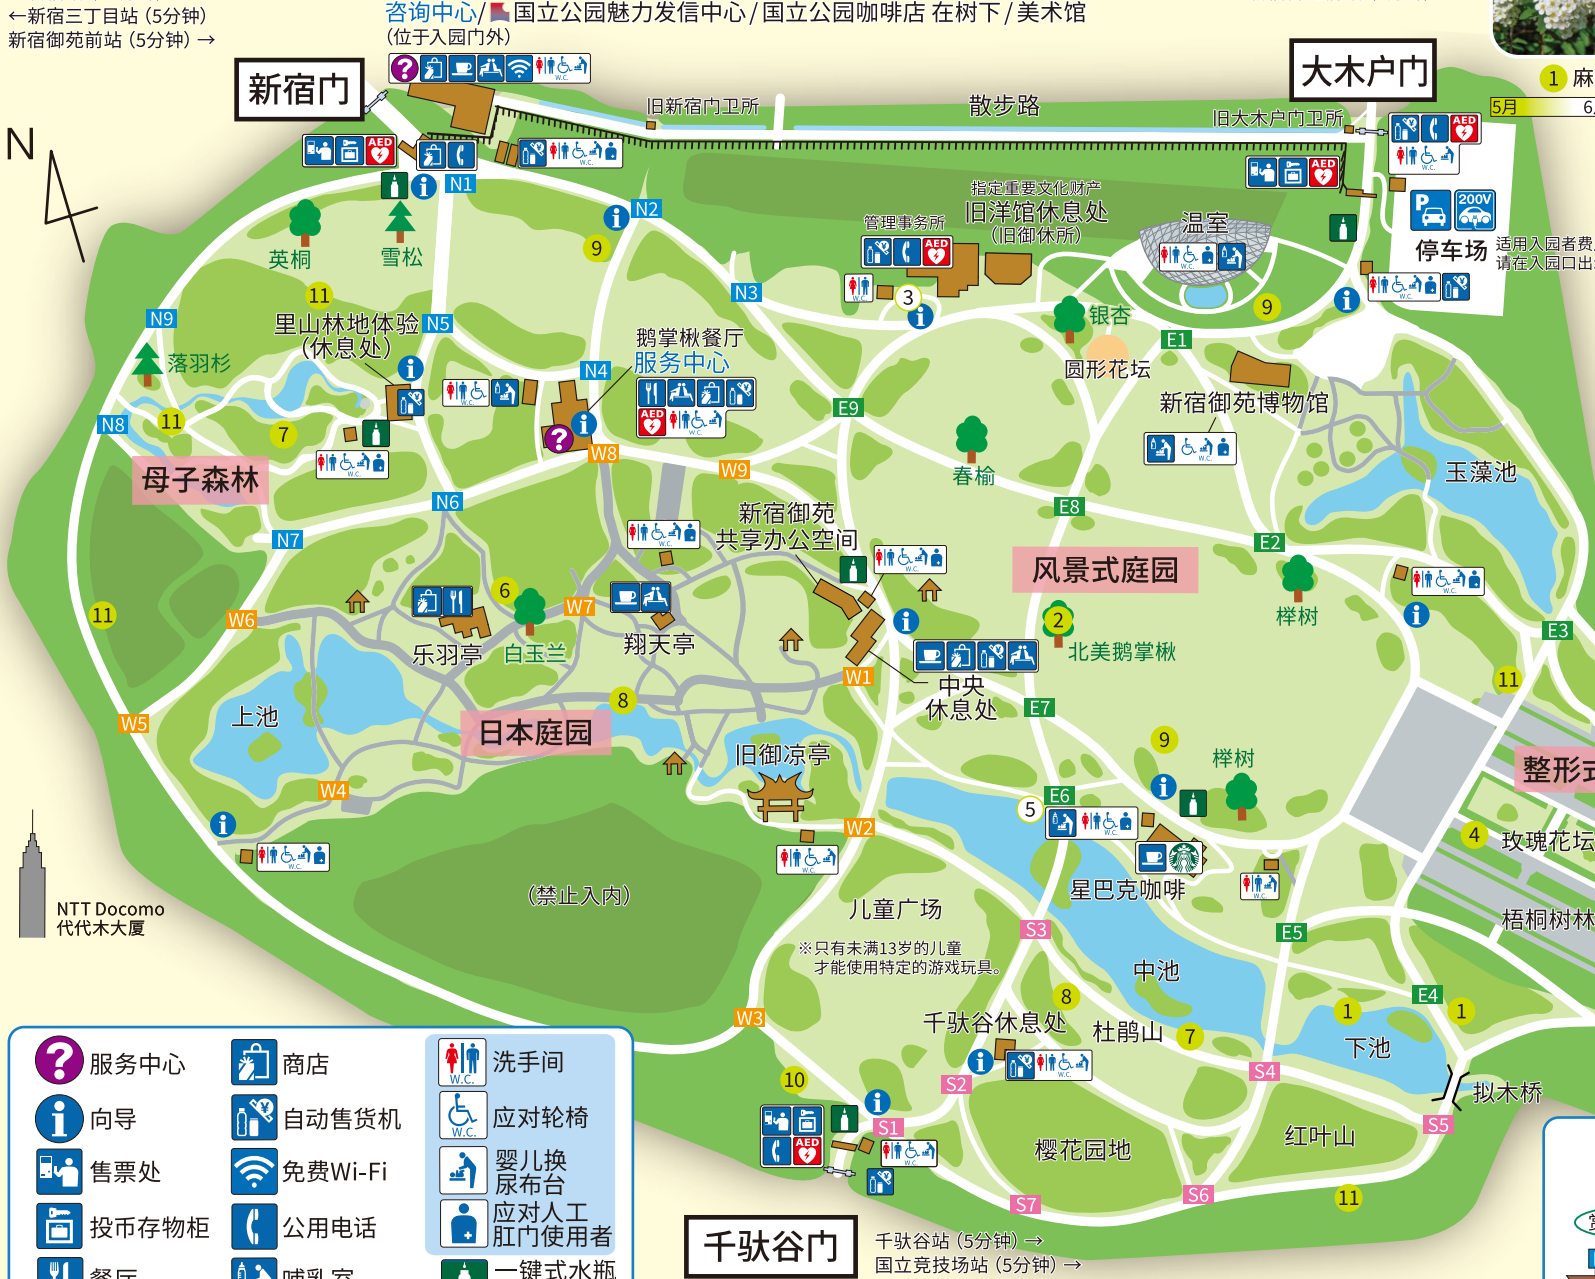 ←新宿三丁目站（5分钟）
新宿御苑前站（5分钟）→
咨询中心/ 国立公园魅力发信中心/国立公园咖啡店 在树下/美术馆
（位于入园门外）
新宿门
大木户门
1 麻
5月 6
旧新宿门卫所
散步路
旧大木户门卫所
N
AED
W.C.
N1
N2
9
英桐
雪松
指定重要文化财产
旧洋馆休息处
（旧御休所）
管理事务所
AED
W.C.
温室
W.C.
AED
AED
W.C.
P
200V
停车场
适用入园者费
请在入园口出
W.C.
11
里山林地体验
（休息处）
N9
N5
N3
3
9
落羽杉
银杏
E1
圆形花坛
鹅掌楸餐厅
服务中心
N4
W.C.
AED
W.C.
新宿御苑博物馆
W.C.
N8
11
7
W.C.
E9
W8
W9
春榆
玉藻池
母子森林
N6
N7
新宿御苑
共享办公空间
W.C.
W.C.
E8
E2
风景式庭园
榉树
W.C.
E3
11
W6
6
W7
2
北美鹅掌楸
乐羽亭
白玉兰
翔天亭
W1
中央
休息处
E7
11
W5
上池
8
日本庭园
旧御凉亭
9
榉树
整形式
W4
E6
5
W.C.
W2
W.C.
W.C.
4
玫瑰花坛
星巴克咖啡
W.C.
NTT Docomo
代代木大厦
（禁止入内）
儿童广场
※只有未满13岁的儿童
才能使用特定的游戏玩具。
S3
E5
梧桐树林
中池
8
E4
1
1
W3
千驮谷休息处
杜鹃山
7
下池
W.C.
10
S2
S4
拟木桥
AED
S1
W.C.
S5
樱花园地
红叶山
S7
S6
11
千驮谷门
千驮谷站（5分钟）→
国立竞技场站（5分钟）→
服务中心
商店
W.C.
洗手间
向导
自动售货机
W.C.
应对轮椅
售票处
免费Wi-Fi
婴儿换
尿布台
投币存物柜
公用电话
应对人工
肛门使用者
餐厅
哺乳室
一键式水瓶